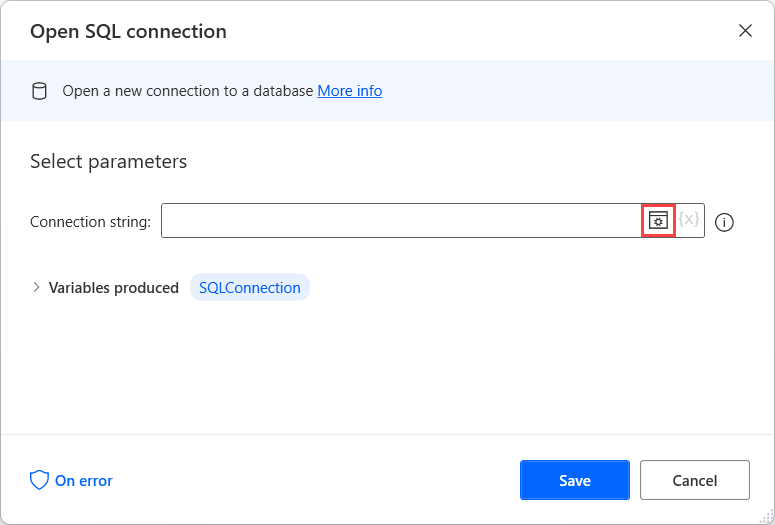 Open SQL connection
Open a new connection to a database More info
Select parameters
Connection string: {x}
Variables produced SQLConnection
On error Save Cancel